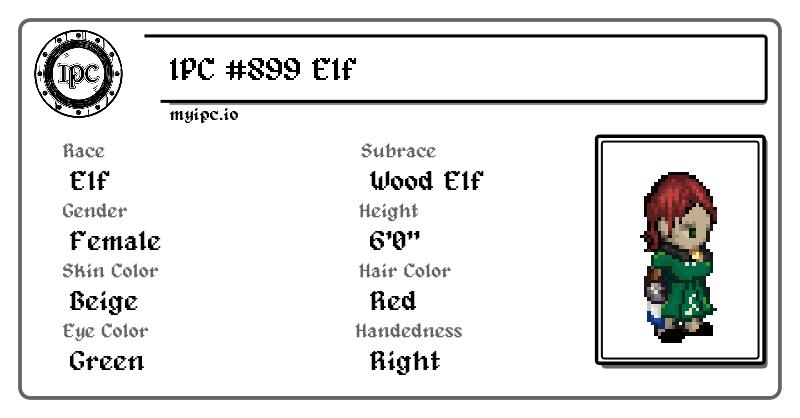 IPC
IPC #899 Elf
myipc.io
Race
Elf
Subrace
Wood Elf
Gender
Female
Height
6'0"
Skin Color
Beige
Hair Color
Red
Eye Color
Green
Handedness
Right